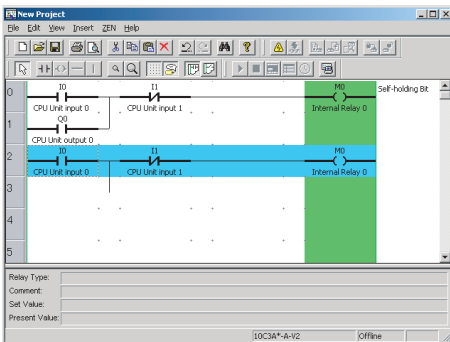 New Project
File Edit View Insert ZEN Help
0 I0 I1 M0 Self-holding Bit
CPU Unit input 0 CPU Unit input 1 Internal Relay 0
1 Q0
CPU Unit output 0
2 I0 I1 M0
CPU Unit input 0 CPU Unit input 1 Internal Relay 0
3
4
5
Relay Type:
Comment:
Set Value:
Present Value:
10C3A*-A-V2 Offline